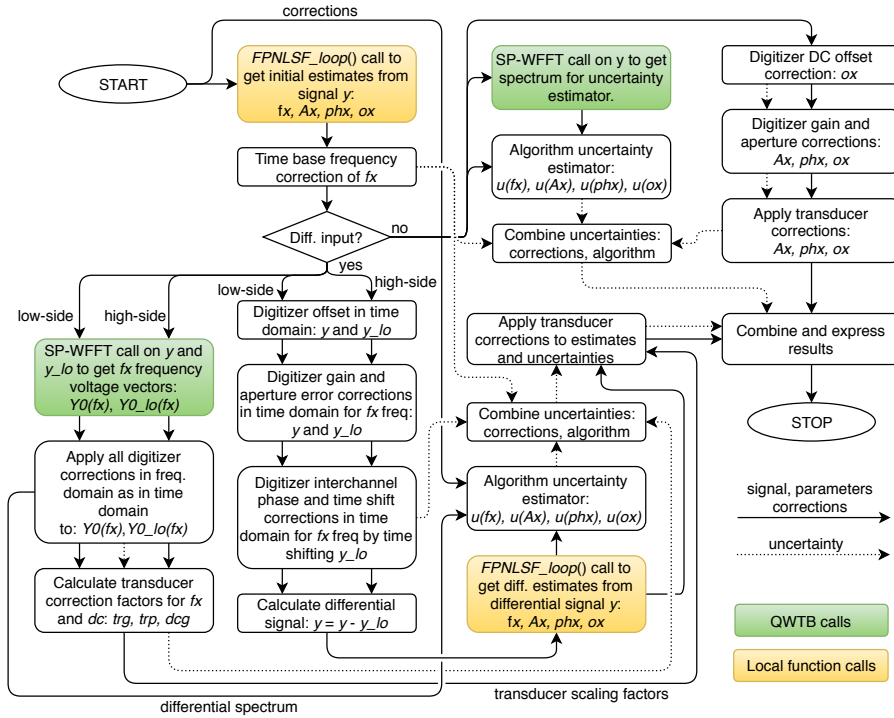 corrections
START
FPNLSF_loop() call to
get initial estimates from
signal y:
fx, Ax, phx, ox
Time base frequency
correction of fx
Diff. input?
no
yes
SP-WFFT call on y to get
spectrum for uncertainty
estimator.
Algorithm uncertainty
estimator:
u(fx), u(Ax), u(phx), u(ox)
Combine uncertainties:
corrections, algorithm
Digitizer DC offset
correction: ox
Digitizer gain and
aperture corrections:
Ax, phx, ox
Apply transducer
corrections:
Ax, phx, ox
Combine and express
results
STOP
low-side
high-side
low-side
high-side
SP-WFFT call on y and
y_lo to get fx frequency
voltage vectors:
Y0(fx), Y0_lo(fx)
Apply all digitizer
corrections in freq.
domain as in time
domain
to: Y0(fx),Y0_lo(fx)
Calculate transducer
correction factors for fx
and dc: trg, trp, dcg
Digitizer offset in time
domain: y and y_lo
Digitizer gain and
aperture error corrections
in time domain for fx freq:
y and y_lo
Digitizer interchannel
phase and time shift
corrections in time
domain for fx freq by time
shifting y_lo
Calculate differential
signal: y = y - y_lo
Apply transducer
corrections to estimates
and uncertainties
Combine uncertainties:
corrections, algorithm
Algorithm uncertainty
estimator:
u(fx), u(Ax), u(phx), u(ox)
FPNLSF_loop() call to
get diff. estimates from
differential signal y:
fx, Ax, phx, ox
differential spectrum
transducer scaling factors
signal, parameters
corrections
uncertainty
QWTB calls
Local function calls